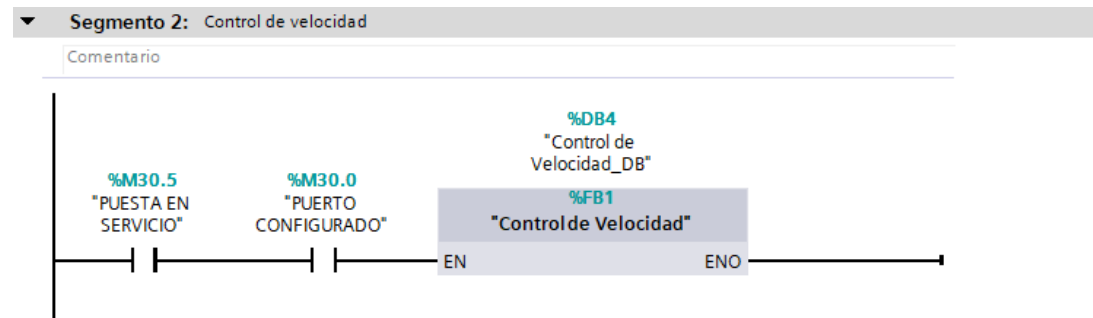 Segmento 2: Control de velocidad
Comentario
%DB4
"Control de
Velocidad_DB"
%M30.5
"PUESTA EN
SERVICIO"
%M30.0
"PUERTO
CONFIGURADO"
%FB1
"Control de Velocidad"
EN ENO